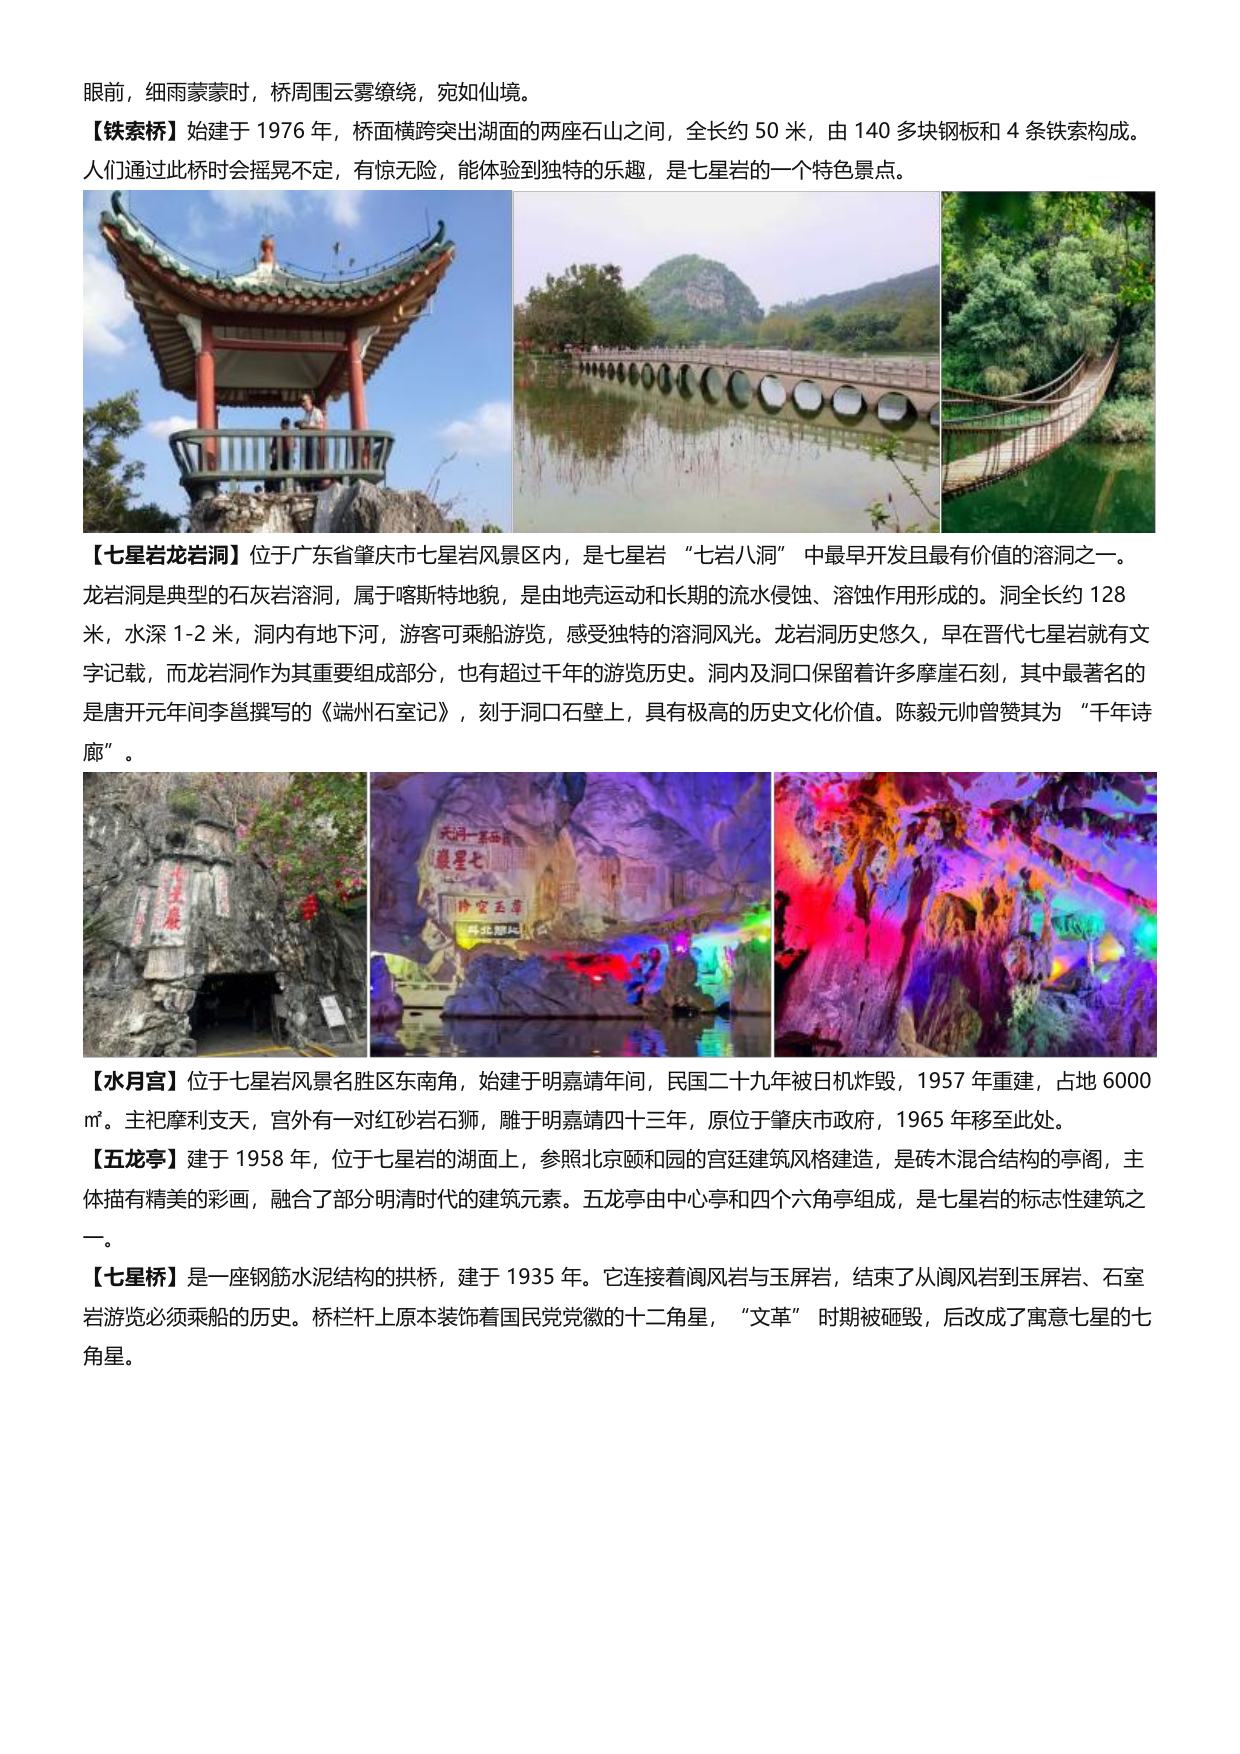 眼前，细雨蒙蒙时，桥周围云雾缭绕，宛如仙境。
【铁索桥】始建于 1976 年，桥面横跨突出湖面的两座石山之间，全长约 50 米，由 140 多块钢板和 4 条铁索构成。
人们通过此桥时会摇晃不定，有惊无险，能体验到独特的乐趣，是七星岩的一个特色景点。
【七星岩龙岩洞】位于广东省肇庆市七星岩风景区内，是七星岩 “七岩八洞” 中最早开发且最有价值的溶洞之一。
龙岩洞是典型的石灰岩溶洞，属于喀斯特地貌，是由地壳运动和长期的流水侵蚀、溶蚀作用形成的。洞全长约 128
米，水深 1-2 米，洞内有地下河，游客可乘船游览，感受独特的溶洞风光。龙岩洞历史悠久，早在晋代七星岩就有文
字记载，而龙岩洞作为其重要组成部分，也有超过千年的游览历史。洞内及洞口保留着许多摩崖石刻，其中最著名的
是唐开元年间李邕撰写的《端州石室记》，刻于洞口石壁上，具有极高的历史文化价值。陈毅元帅曾赞其为 “千年诗
廊” 。
七星巖
天洞一第西
巖星七
【水月宫】位于七星岩风景名胜区东南角，始建于明嘉靖年间，民国二十九年被日机炸毁，1957 年重建，占地 6000
㎡。主祀摩利支天，宫外有一对红砂岩石狮，雕于明嘉靖四十三年，原位于肇庆市政府，1965 年移至此处。
【五龙亭】建于 1958 年，位于七星岩的湖面上，参照北京颐和园的宫廷建筑风格建造，是砖木混合结构的亭阁，主
体描有精美的彩画，融合了部分明清时代的建筑元素。五龙亭由中心亭和四个六角亭组成，是七星岩的标志性建筑之
一。
【七星桥】是一座钢筋水泥结构的拱桥，建于 1935 年。它连接着阆风岩与玉屏岩，结束了从阆风岩到玉屏岩、石室
岩游览必须乘船的历史。桥栏杆上原本装饰着国民党党徽的十二角星， “文革” 时期被砸毁，后改成了寓意七星的七
角星。